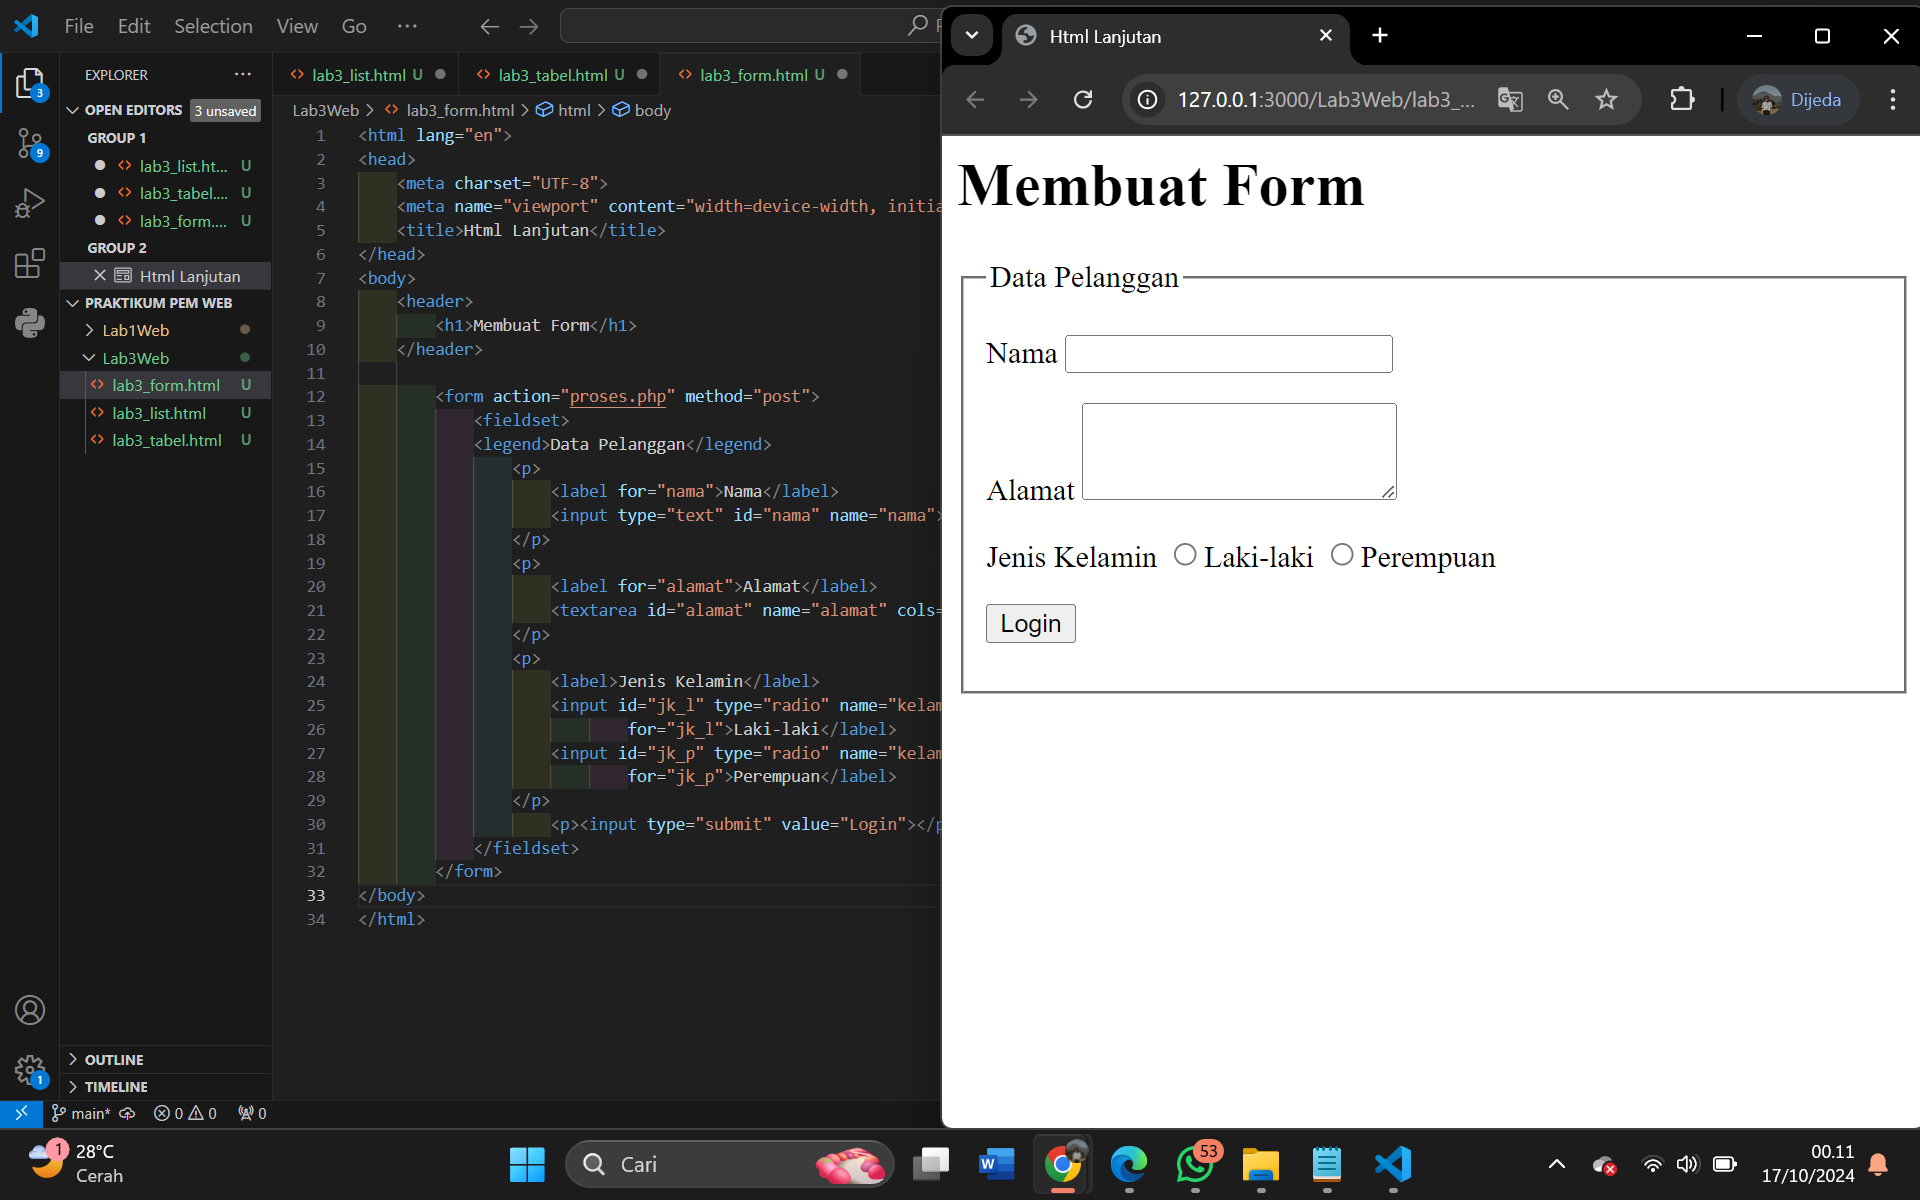 File Edit Selection View Go ···
EXPLORER ···
OPEN EDITORS 3 unsaved
GROUP 1
lab3_list.ht... U
lab3_tabel.... U
lab3_form.... U
GROUP 2
Html Lanjutan
PRAKTIKUM PEM WEB
Lab1Web
Lab3Web
lab3_form.html U
lab3_list.html U
lab3_tabel.html U
OUTLINE
TIMELINE
3
9
1
lab3_list.html U lab3_tabel.html U lab3_form.html U
Lab3Web > lab3_form.html > html > body
1 <html lang="en">
2 <head>
3 <meta charset="UTF-8">
4 <meta name="viewport" content="width=device-width, initia
5 <title>Html Lanjutan</title>
6 </head>
7 <body>
8 <header>
9 <h1>Membuat Form</h1>
10 </header>
11
12 <form action="proses.php" method="post">
13 <fieldset>
14 <legend>Data Pelanggan</legend>
15 <p>
16 <label for="nama">Nama</label>
17 <input type="text" id="nama" name="nama">
18 </p>
19 <p>
20 <label for="alamat">Alamat</label>
21 <textarea id="alamat" name="alamat" cols=
22 </p>
23 <p>
24 <label>Jenis Kelamin</label>
25 <input id="jk_l" type="radio" name="kelam
26 for="jk_l">Laki-laki</label>
27 <input id="jk_p" type="radio" name="kelam
28 for="jk_p">Perempuan</label>
29 </p>
30 <p><input type="submit" value="Login"></p
31 </fieldset>
32 </form>
33 </body>
34 </html>
main* 0 0 0
Html Lanjutan
127.0.0.1:3000/Lab3Web/lab3_... Dijeda
Membuat Form
Data Pelanggan
Nama
Alamat
Jenis Kelamin Laki-laki Perempuan
Login
1
28°C
Cerah
Cari
53
00.11
17/10/2024